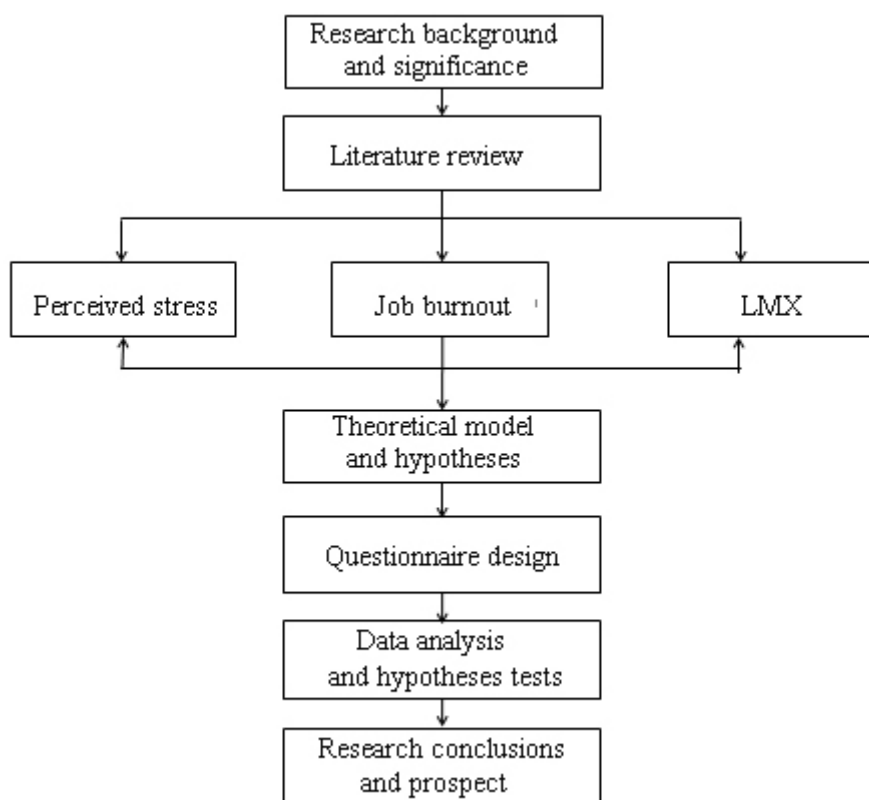 Research background
and significance
Literature review
Perceived stress
Job burnout
LMX
Theoretical model
and hypotheses
Questionnaire design
Data analysis
and hypotheses tests
Research conclusions
and prospect